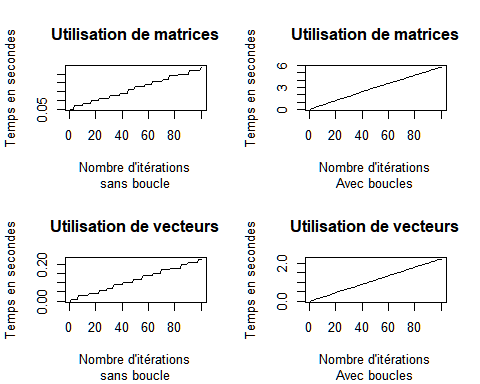 Utilisation de matrices
Temps en secondes
0.05
0 20 40 60 80
Nombre d'itérations
sans boucle
Utilisation de matrices
Temps en secondes
0 3 6
0 20 40 60 80
Nombre d'itérations
Avec boucles
Utilisation de vecteurs
Temps en secondes
0.00 0.20
0 20 40 60 80
Nombre d'itérations
sans boucle
Utilisation de vecteurs
Temps en secondes
0.0 2.0
0 20 40 60 80
Nombre d'itérations
Avec boucles